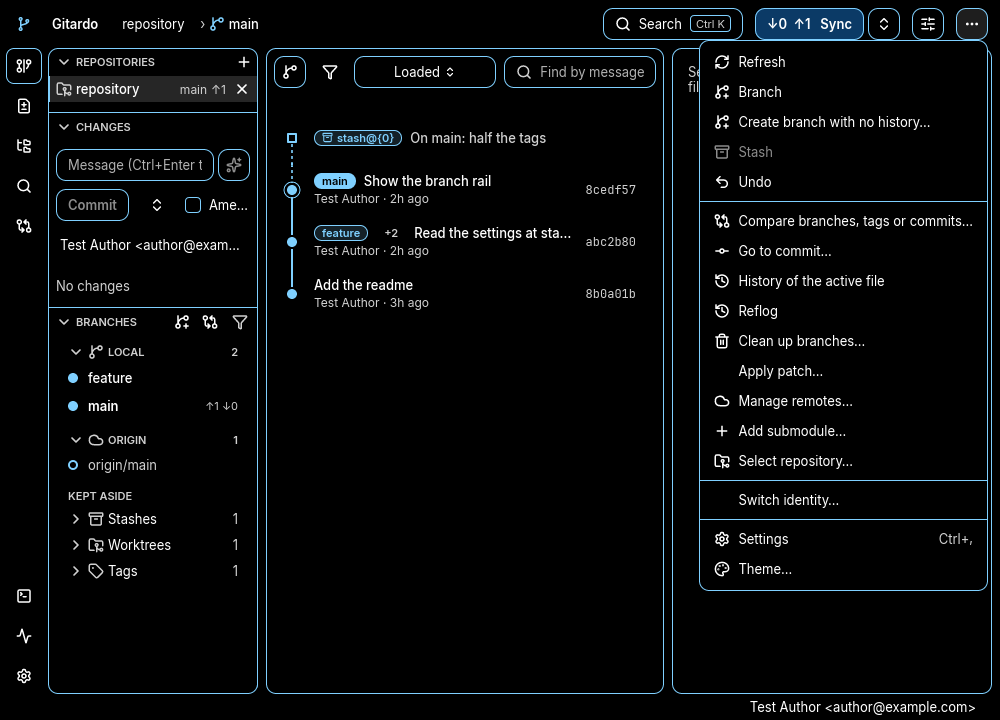 Gitardo repository › main Search Ctrl K ↓0 ↑1 Sync
REPOSITORIES
repository main ↑1
CHANGES
Message (Ctrl+Enter t
Commit Ame...
Test Author <author@exam...
No changes
BRANCHES
LOCAL 2
feature
main ↑1 ↓0
ORIGIN 1
origin/main
KEPT ASIDE
Stashes 1
Worktrees 1
Tags 1
Loaded Find by message
stash@{0} On main: half the tags
main Show the branch rail
Test Author · 2h ago 8cedf57
feature +2 Read the settings at sta...
Test Author · 2h ago abc2b80
Add the readme
Test Author · 3h ago 8b0a01b
Se
fil
Refresh
Branch
Create branch with no history...
Stash
Undo
Compare branches, tags or commits...
Go to commit...
History of the active file
Reflog
Clean up branches...
Apply patch...
Manage remotes...
Add submodule...
Select repository...
Switch identity...
Settings Ctrl+,
Theme...
Test Author <author@example.com>